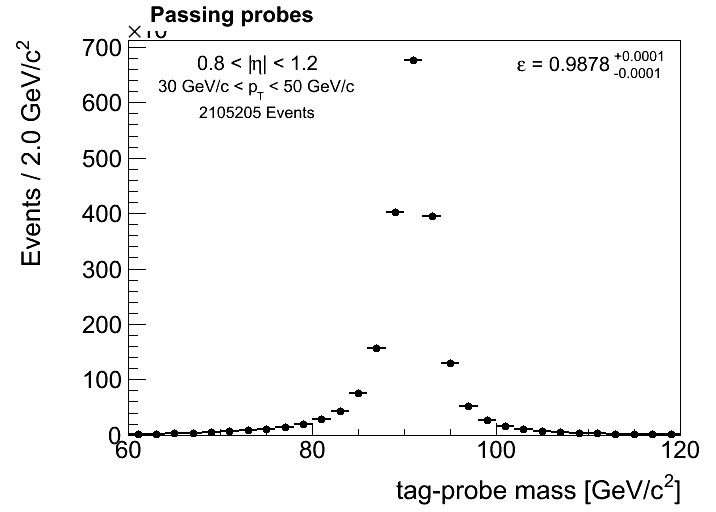 Passing probes
700
600
500
400
300
200
100
0
Events / 2.0 GeV/c²
0.8 < |η| < 1.2
30 GeV/c < p_T < 50 GeV/c
2105205 Events
ε = 0.9878 +0.0001 -0.0001
60 80 100 120
tag-probe mass [GeV/c²]